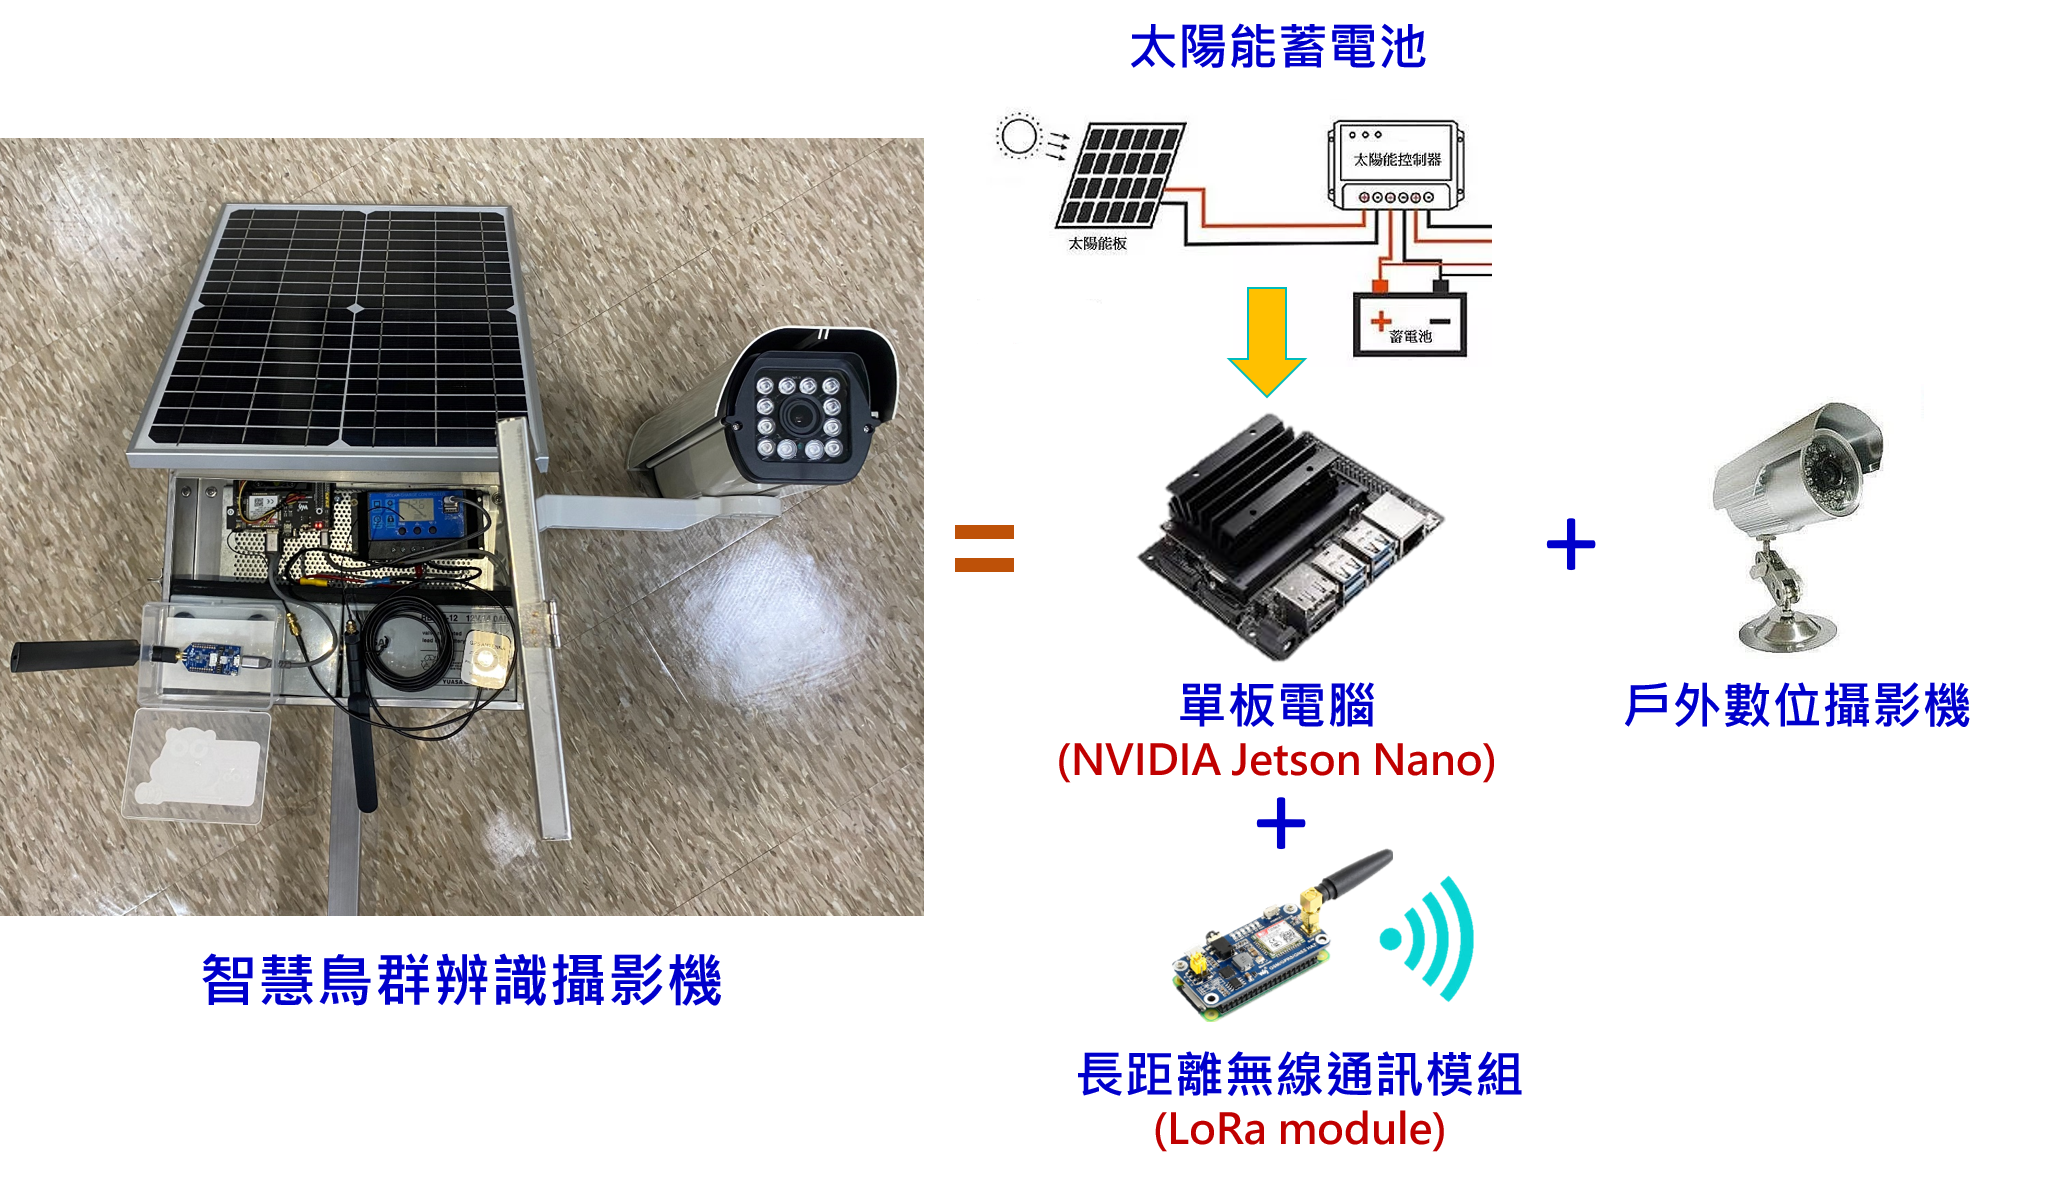 太陽能蓄電池
太陽能控制器
太陽能板
蓄電池
單板電腦
(NVIDIA Jetson Nano)
戶外數位攝影機
智慧鳥群辨識攝影機
長距離無線通訊模組
(LoRa module)